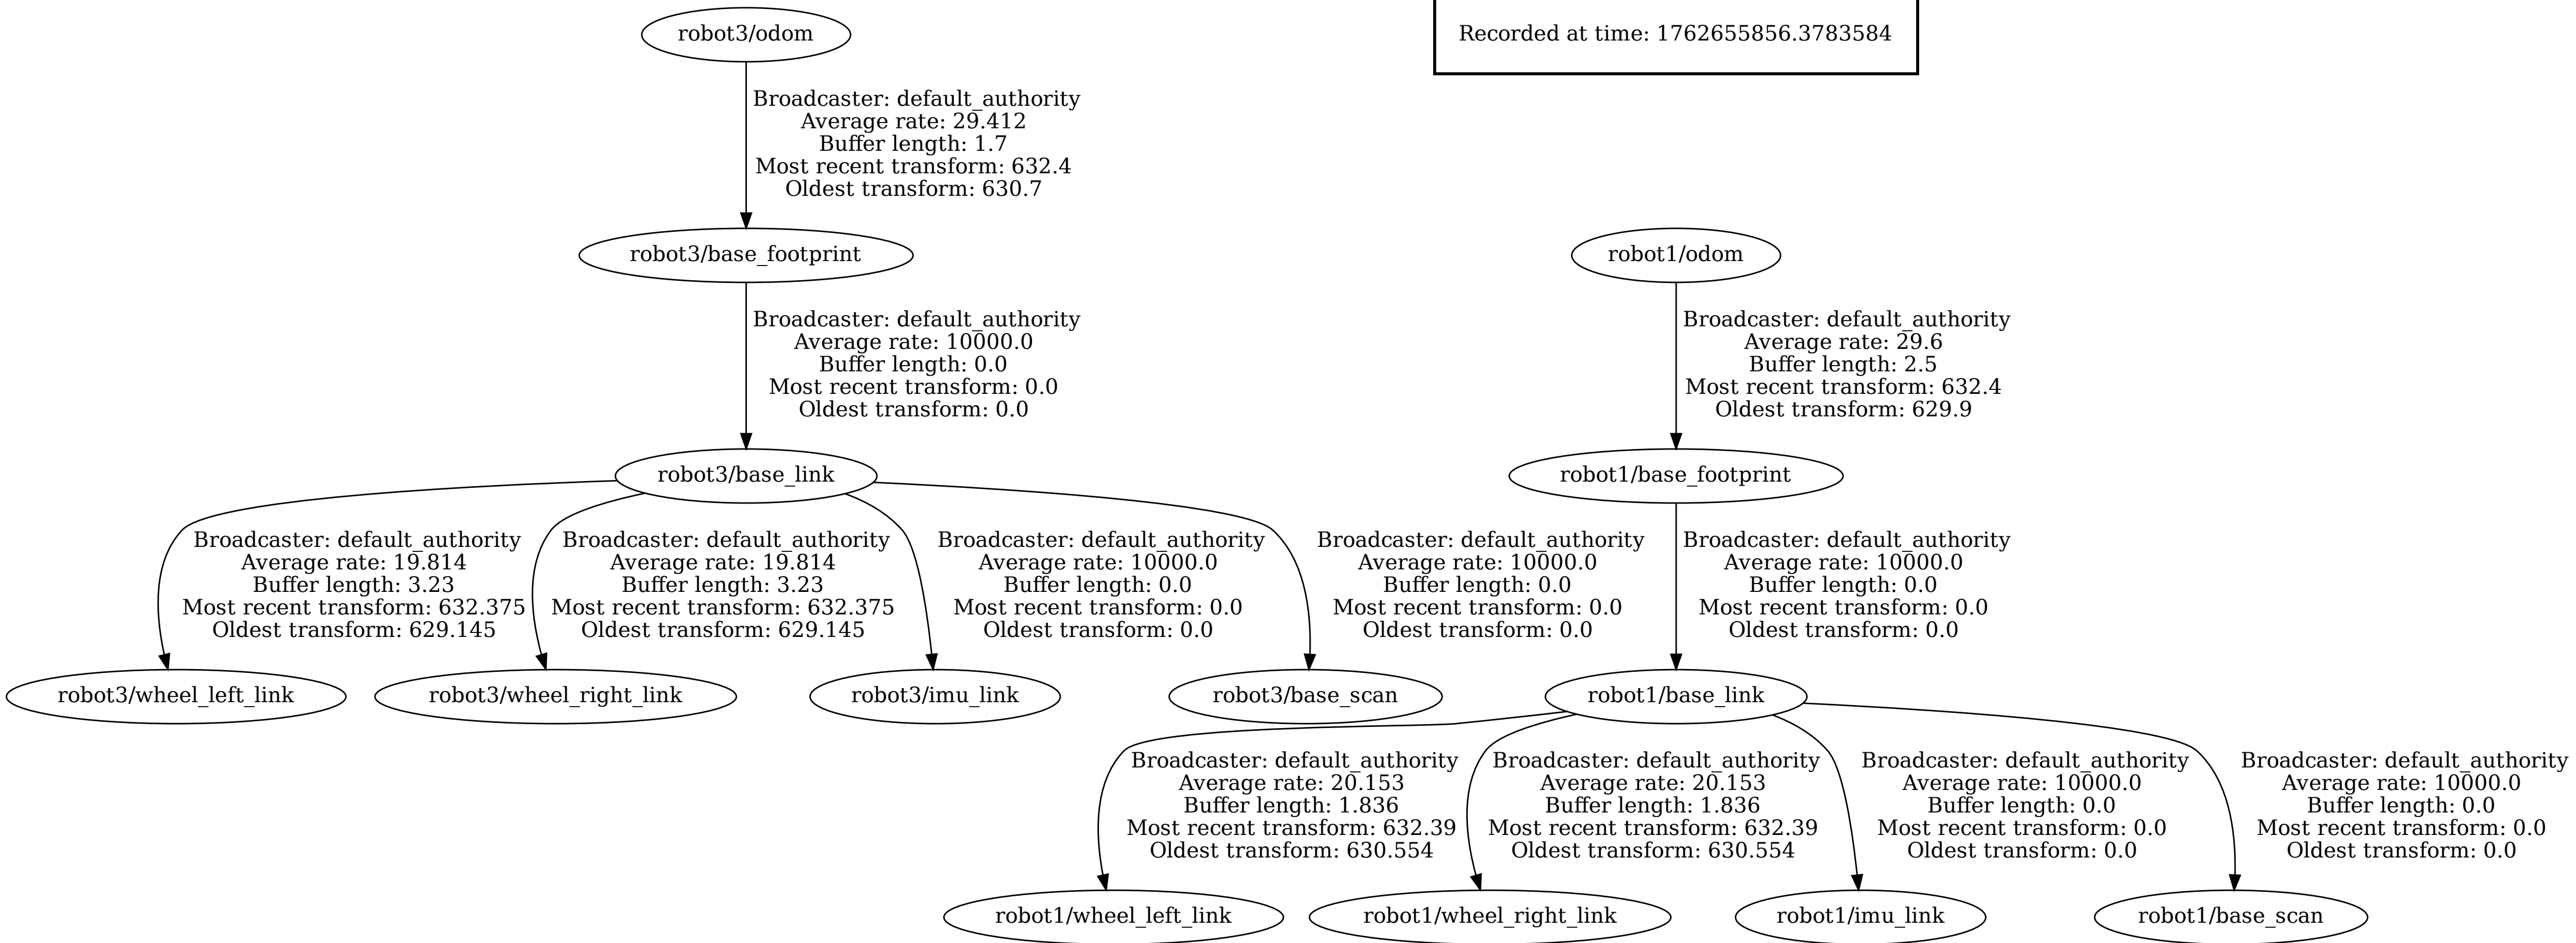 robot3/odom
Recorded at time: 1762655856.3783584
Broadcaster: default_authority
Average rate: 29.412
Buffer length: 1.7
Most recent transform: 632.4
Oldest transform: 630.7
robot3/base_footprint
robot1/odom
Broadcaster: default_authority
Average rate: 10000.0
Buffer length: 0.0
Most recent transform: 0.0
Oldest transform: 0.0
Broadcaster: default_authority
Average rate: 29.6
Buffer length: 2.5
Most recent transform: 632.4
Oldest transform: 629.9
robot3/base_link
robot1/base_footprint
Broadcaster: default_authority
Average rate: 19.814
Buffer length: 3.23
Most recent transform: 632.375
Oldest transform: 629.145
Broadcaster: default_authority
Average rate: 19.814
Buffer length: 3.23
Most recent transform: 632.375
Oldest transform: 629.145
Broadcaster: default_authority
Average rate: 10000.0
Buffer length: 0.0
Most recent transform: 0.0
Oldest transform: 0.0
Broadcaster: default_authority
Average rate: 10000.0
Buffer length: 0.0
Most recent transform: 0.0
Oldest transform: 0.0
Broadcaster: default_authority
Average rate: 10000.0
Buffer length: 0.0
Most recent transform: 0.0
Oldest transform: 0.0
robot3/wheel_left_link
robot3/wheel_right_link
robot3/imu_link
robot3/base_scan
robot1/base_link
Broadcaster: default_authority
Average rate: 20.153
Buffer length: 1.836
Most recent transform: 632.39
Oldest transform: 630.554
Broadcaster: default_authority
Average rate: 20.153
Buffer length: 1.836
Most recent transform: 632.39
Oldest transform: 630.554
Broadcaster: default_authority
Average rate: 10000.0
Buffer length: 0.0
Most recent transform: 0.0
Oldest transform: 0.0
Broadcaster: default_authority
Average rate: 10000.0
Buffer length: 0.0
Most recent transform: 0.0
Oldest transform: 0.0
robot1/wheel_left_link
robot1/wheel_right_link
robot1/imu_link
robot1/base_scan